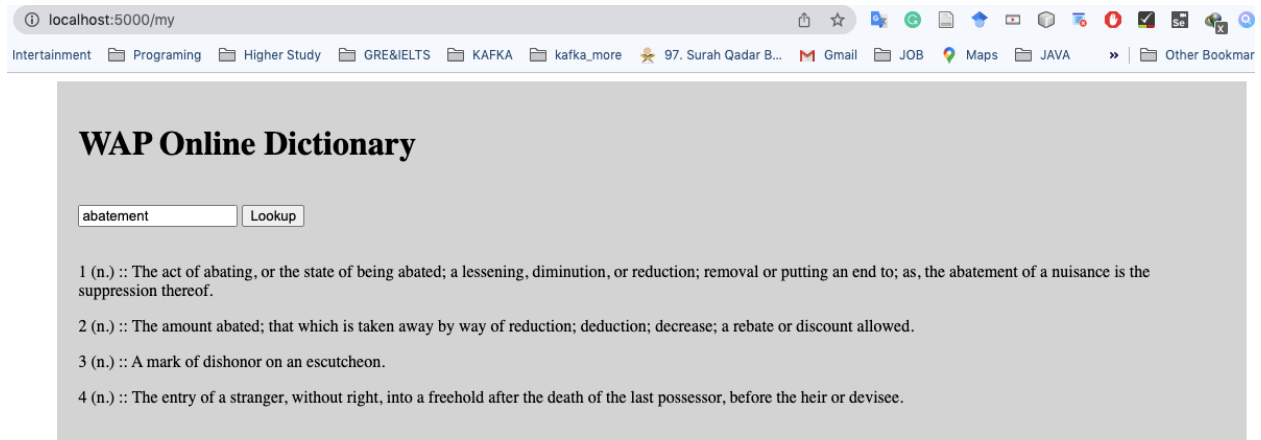 localhost:5000/my
Intertainment Programing Higher Study GRE&IELTS KAFKA kafka_more 97. Surah Qadar B... Gmail JOB Maps JAVA » Other Bookmar
WAP Online Dictionary
abatement Lookup
1 (n.) :: The act of abating, or the state of being abated; a lessening, diminution, or reduction; removal or putting an end to; as, the abatement of a nuisance is the
suppression thereof.
2 (n.) :: The amount abated; that which is taken away by way of reduction; deduction; decrease; a rebate or discount allowed.
3 (n.) :: A mark of dishonor on an escutcheon.
4 (n.) :: The entry of a stranger, without right, into a freehold after the death of the last possessor, before the heir or devisee.